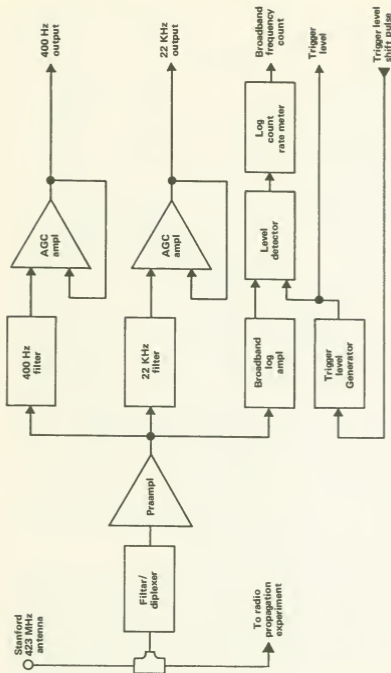 Stanford
423 MHz
antenna
Filtar/
diplexer
To radio
propagation
experiment
Praampl
400 Hz
filter
AGC
ampl
400 Hz
output
22 KHz
filter
AGC
ampl
22 KHz
output
Broadband
log
ampl
Level
detector
Log
count
rate meter
Broadband
frequency
count
Trigger
level
Generator
Trigger
level
Trigger level
shift pulse